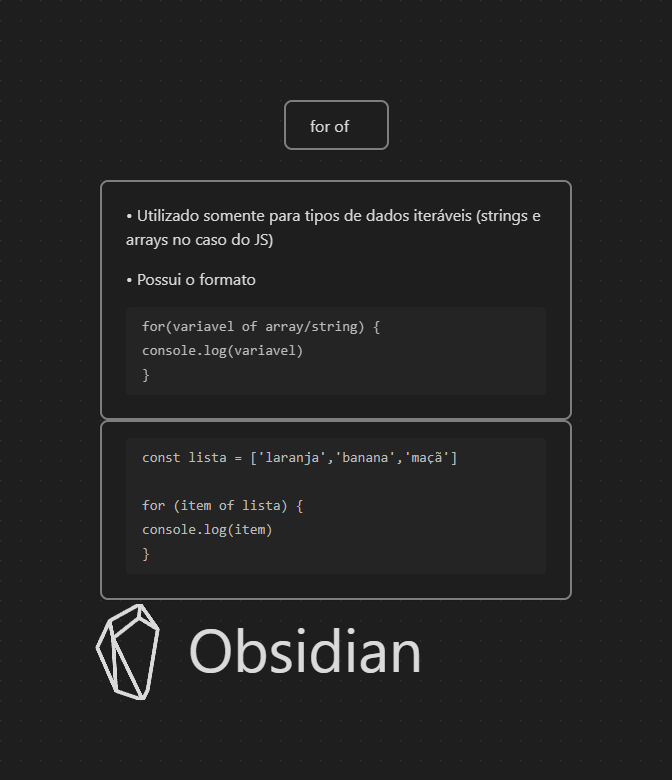 for of
• Utilizado somente para tipos de dados iteráveis (strings e
arrays no caso do JS)
• Possui o formato
for(variavel of array/string) {
console.log(variavel)
}
const lista = ['laranja','banana','maçã']
for (item of lista) {
console.log(item)
}
Obsidian